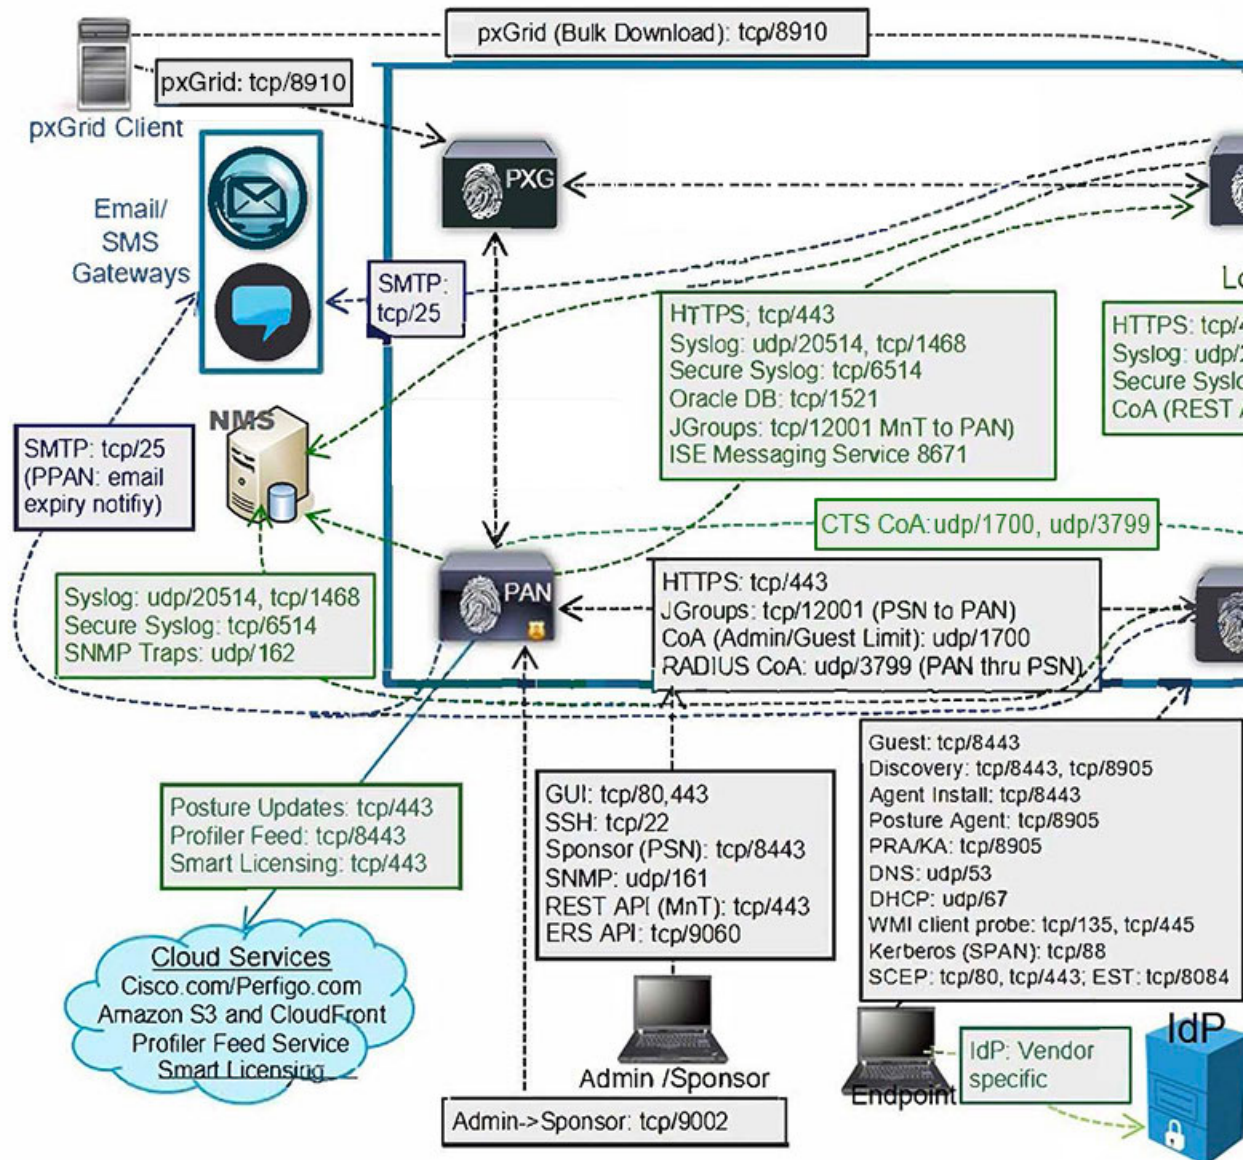 pxGrid (Bulk Download): tcp/8910
pxGrid: tcp/8910
pxGrid Client
PXG
Email/
SMS
Gateways
SMTP:
tcp/25
HTTPS; tcp/443
Syslog: udp/20514, tcp/1468
Secure Syslog: tcp/6514
Oracle DB: tcp/1521
JGroups: tcp/12001 MnT to PAN)
ISE Messaging Service 8671
HTTPS: tcp/4
Syslog: udp/2
Secure Syslo
CoA (REST A
NMS
SMTP: tcp/25
(PPAN: email
expiry notifiy)
CTS CoA:udp/1700, udp/3799
PAN
HTTPS: tcp/443
JGroups: tcp/12001 (PSN to PAN)
CoA (Admin/Guest Limit): udp/1700
RADIUS CoA: udp/3799 (PAN thru PSN)
Syslog: udp/20514, tcp/1468
Secure Syslog: tcp/6514
SNMP Traps: udp/162
Posture Updates: tcp/443
Profiler Feed: tcp/8443
Smart Licensing: tcp/443
GUI: tcp/80,443
SSH: tcp/22
Sponsor (PSN): tcp/8443
SNMP: udp/161
REST API (MnT): tcp/443
ERS API: tcp/9060
Guest: tcp/8443
Discovery: tcp/8443, tcp/8905
Agent Install: tcp/8443
Posture Agent: tcp/8905
PRA/KA: tcp/8905
DNS: udp/53
DHCP: udp/67
WMI client probe: tcp/135, tcp/445
Kerberos (SPAN): tcp/88
SCEP: tcp/80, tcp/443; EST: tcp/8084
Cloud Services
Cisco.com/Perfigo.com
Amazon S3 and CloudFront
Profiler Feed Service
Smart Licensing
Admin /Sponsor
Endpoint
IdP: Vendor
specific
IdP
Admin->Sponsor: tcp/9002